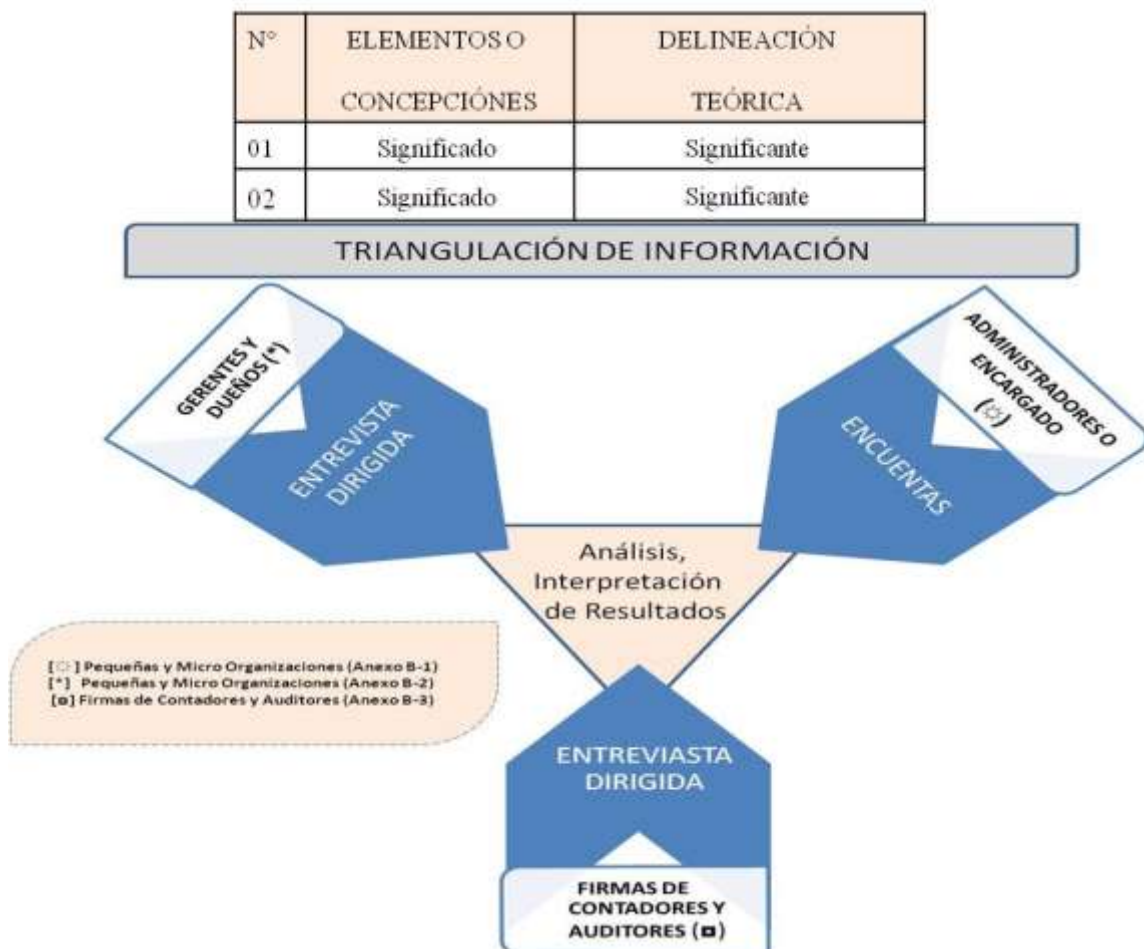 N° ELEMENTOS O DELINEACIÓN
CONCEPCIÓNES TEÓRICA
01 Significado Significante
02 Significado Significante
TRIANGULACIÓN DE INFORMACIÓN
GERENTES Y
DUEÑOS (*)
ENTREVISTA
DIRIGIDA
ADMINISTRADORES O
ENCARGADO
(☼)
ENCUENTAS
Análisis,
Interpretación
de Resultados
[☼] Pequeñas y Micro Organizaciones (Anexo B-1)
[*] Pequeñas y Micro Organizaciones (Anexo B-2)
[◘] Firmas de Contadores y Auditores (Anexo B-3)
ENTREVIASTA
DIRIGIDA
FIRMAS DE
CONTADORES Y
AUDITORES (◘)